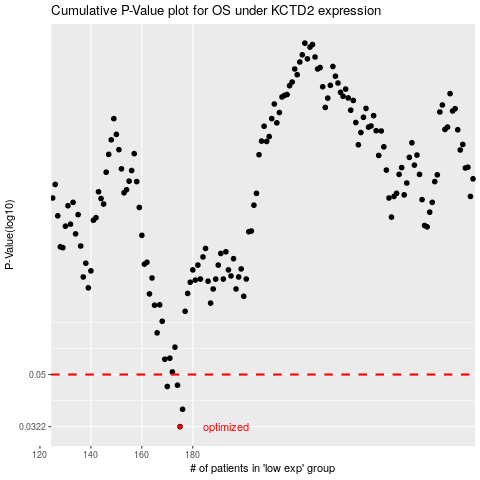 Cumulative P-Value plot for OS under KCTD2 expression
P-Value(log10)
0.05
0.0322
optimized
120 140 160 180
# of patients in 'low exp' group